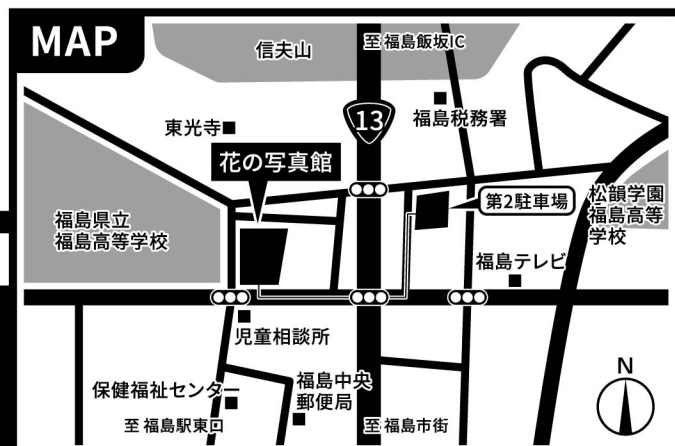 MAP
信夫山
至 福島飯坂IC
13
東光寺
福島税務署
花の写真館
第2駐車場
松韻学園
福島高等
学校
福島県立
福島高等学校
福島テレビ
児童相談所
保健福祉センター
福島中央
郵便局
至 福島駅東口
至 福島市街
N